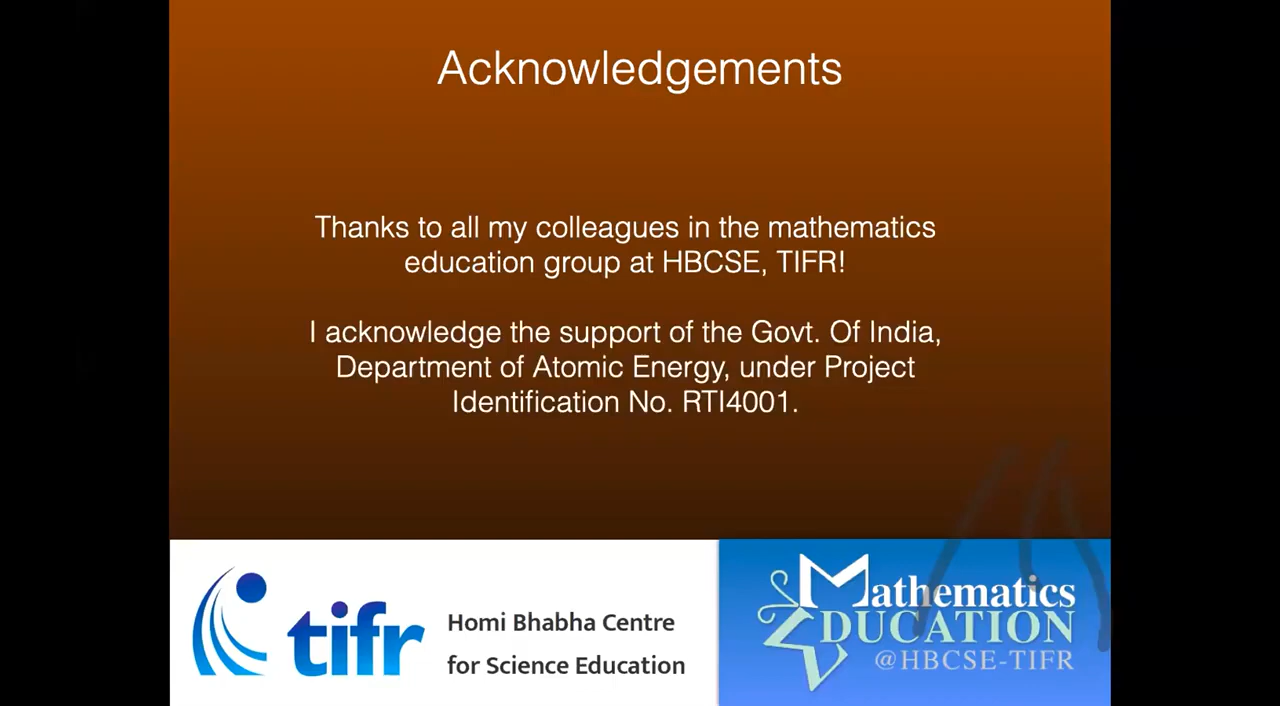 Acknowledgements
Thanks to all my colleagues in the mathematics
education group at HBCSE, TIFR!
I acknowledge the support of the Govt. Of India,
Department of Atomic Energy, under Project
Identification No. RTI4001.
tifr
Homi Bhabha Centre
for Science Education
Mathematics
EDUCATION
@HBCSE-TIFR